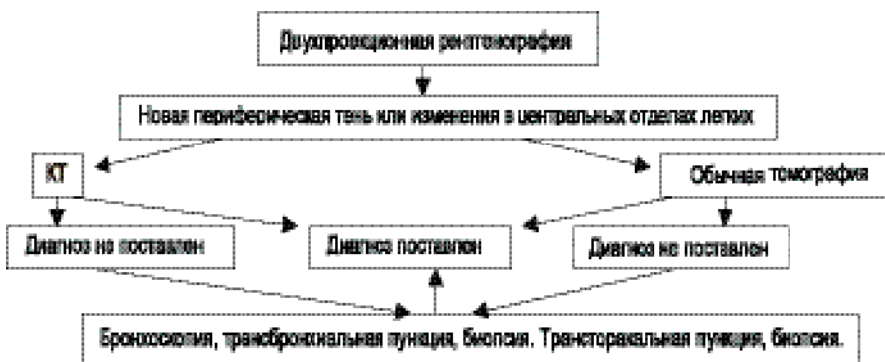 Двухпроекционная рентгенография
Новая периферическая тень или изменения в центральных отделах легких
КТ
Обычная томография
Диагноз не поставлен
Диагноз поставлен
Диагноз не поставлен
Бронхоскопия, трансбронхиальная пункция, биопсия. Трансторакальная пункция, биопсия.